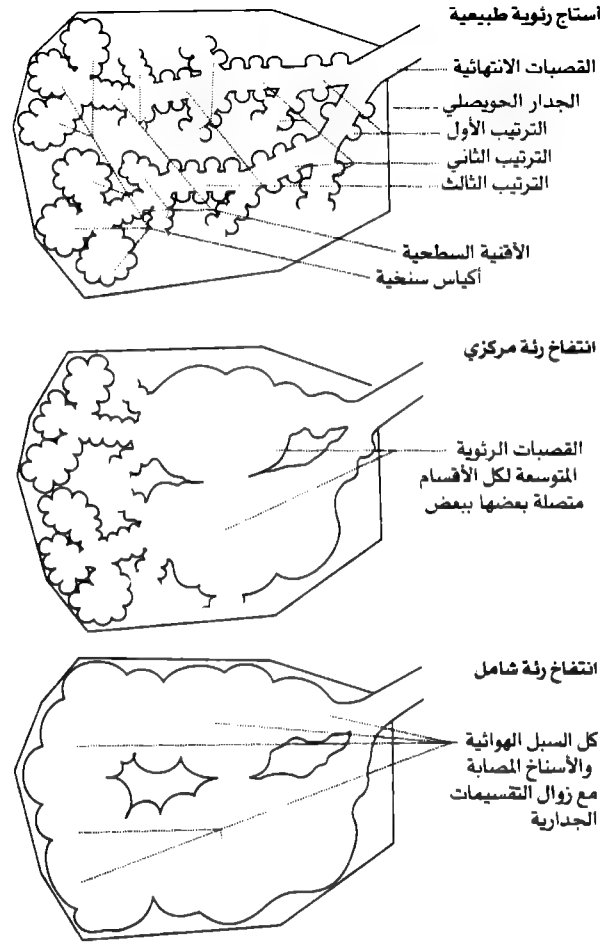 أسناخ رئوية طبيعية
القصبات الانتهائية
الجدار الحويصلي
الترتيب الأول
الترتيب الثاني
الترتيب الثالث
الأقنية السطحية
أكياس سنخية
انتفاخ رئة مركزي
القصبات الرئوية
المتوسعة لكل الأقسام
متصلة بعضها ببعض
انتفاخ رئة شامل
كل السبل الهوائية
والأسناخ المصابة
مع زوال التقسيمات
الجدارية